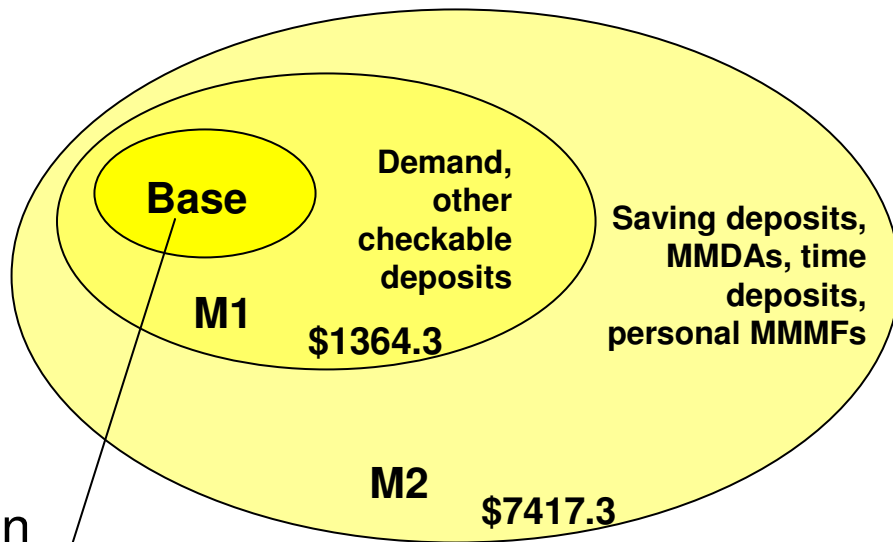 Base
Demand,
other
checkable
deposits
M1
$1364.3
Saving deposits,
MMDAs, time
deposits,
personal MMMFs
M2
$7417.3
n